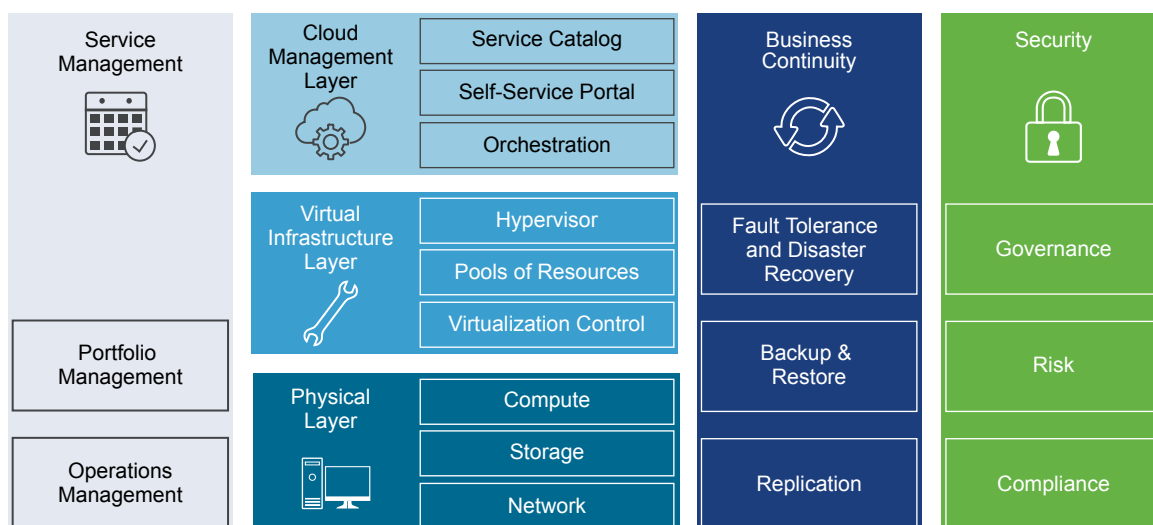 Service
Management
Portfolio
Management
Operations
Management
Cloud
Management
Layer
Service Catalog
Self-Service Portal
Orchestration
Virtual
Infrastructure
Layer
Hypervisor
Pools of Resources
Virtualization Control
Physical
Layer
Compute
Storage
Network
Business
Continuity
Fault Tolerance
and Disaster
Recovery
Backup &
Restore
Replication
Security
Governance
Risk
Compliance